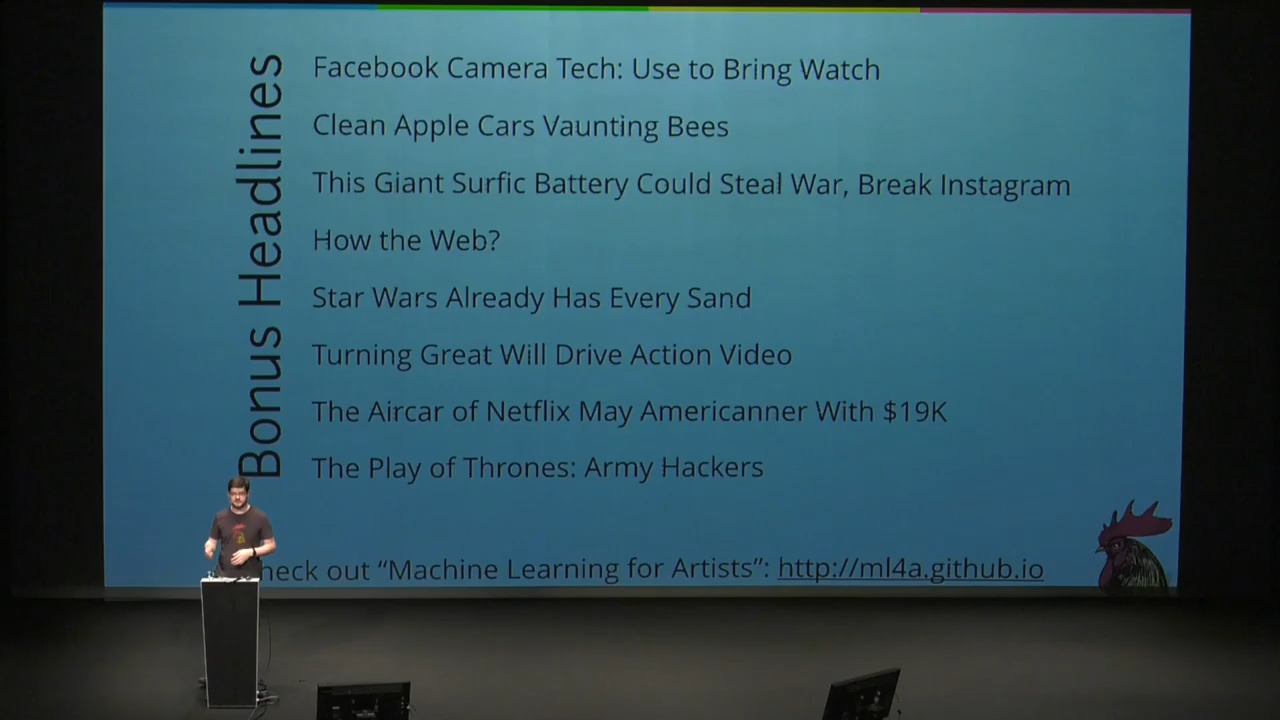 Bonus Headlines
Facebook Camera Tech: Use to Bring Watch
Clean Apple Cars Vaunting Bees
This Giant Surfic Battery Could Steal War, Break Instagram
How the Web?
Star Wars Already Has Every Sand
Turning Great Will Drive Action Video
The Aircar of Netflix May Americanner With $19K
The Play of Thrones: Army Hackers
heck out “Machine Learning for Artists”: http://ml4a.github.io